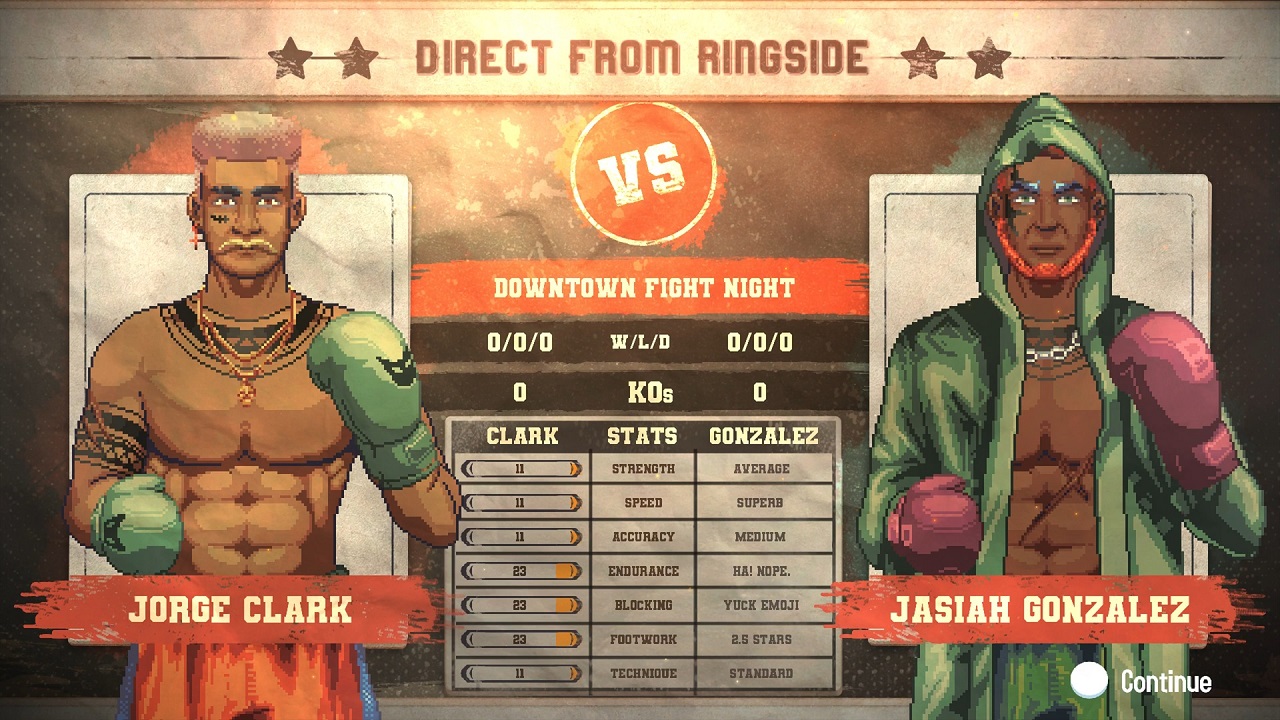 DIRECT FROM RINGSIDE
VS
DOWNTOWN FIGHT NIGHT
0/0/0 W/L/D 0/0/0
0 KOs 0
CLARK STATS GONZALEZ
11 STRENGTH AVERAGE
11 SPEED SUPERB
11 ACCURACY MEDIUM
23 ENDURANCE HA! NOPE.
23 BLOCKING YUCK EMOJI
23 FOOTWORK 2.5 STARS
11 TECHNIQUE STANDARD
JORGE CLARK
JASIAH GONZALEZ
Continue